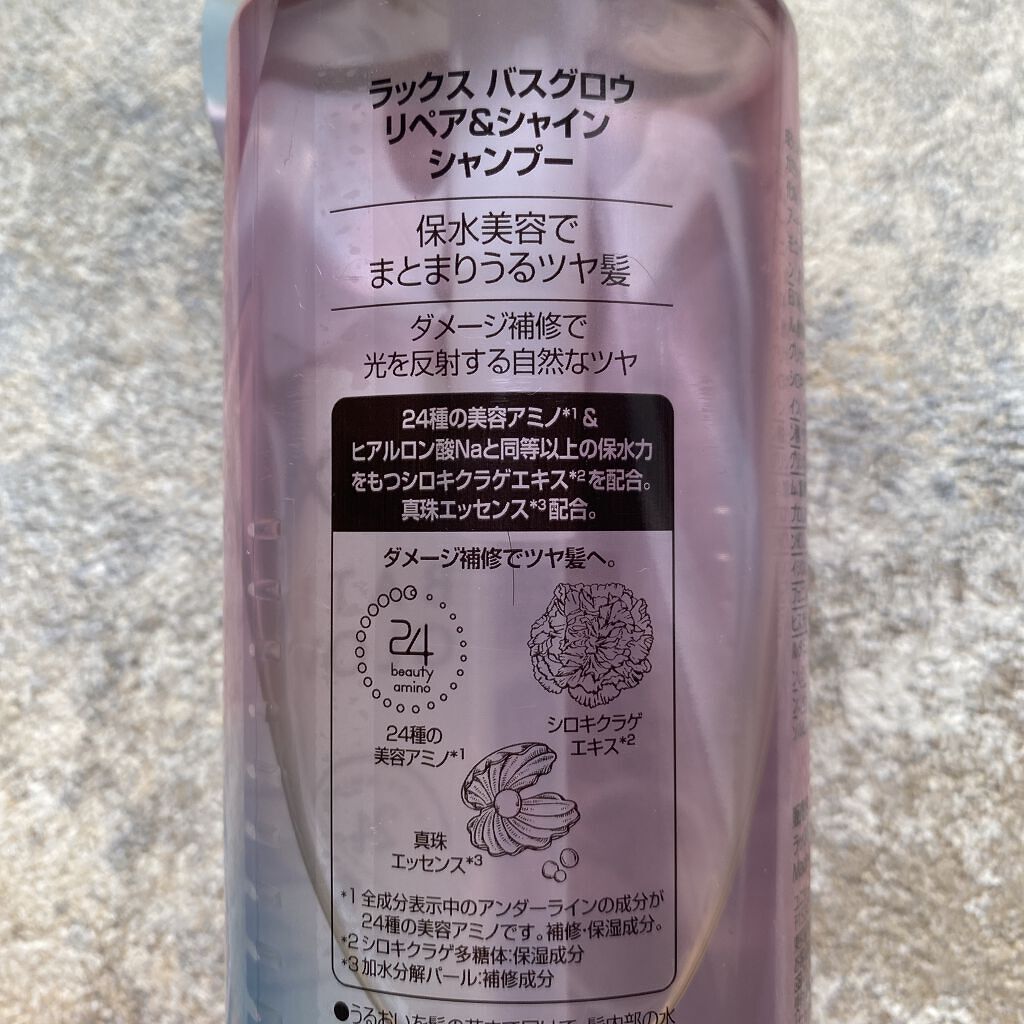 ラックス バスグロウ
リペア&シャイン
シャンプー
保水美容で
まとまりうるツヤ髪
ダメージ補修で
光を反射する自然なツヤ
24種の美容アミノ*1 &
ヒアルロン酸Naと同等以上の保水力
をもつシロキクラゲエキス*2を配合。
真珠エッセンス*3配合。
ダメージ補修でツヤ髪へ。
24
beauty
amino
24種の
美容アミノ*1
シロキクラゲ
エキス*2
真珠
エッセンス*3
*1 全成分表示中のアンダーラインの成分が
24種の美容アミノです。補修・保湿成分。
*2 シロキクラゲ多糖体:保湿成分
*3 加水分解パール:補修成分